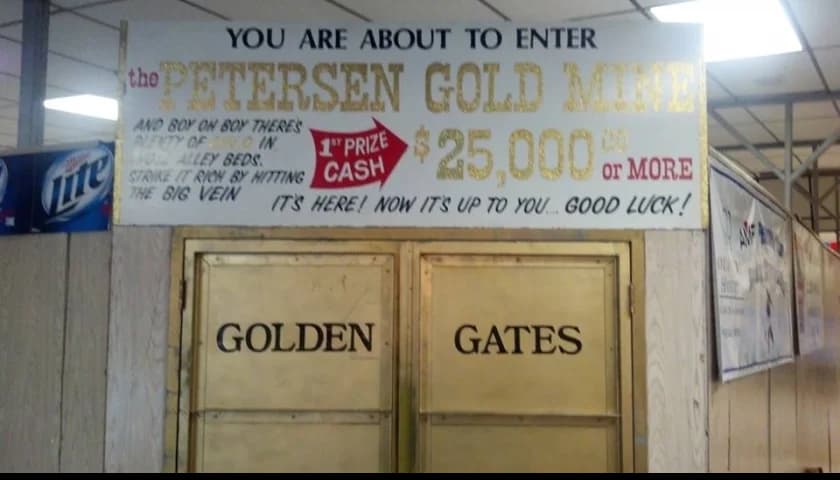 YOU ARE ABOUT TO ENTER
the PETERSEN GOLD MINE
AND BOY OH BOY THERES
PLENTY OF GOLD IN
ALLEY BEDS.
STRIKE IT RICH BY HITTING
THE BIG VEIN
1ST PRIZE
CASH
$25,000 00
or MORE
IT'S HERE! NOW IT'S UP TO YOU... GOOD LUCK!
Lite
GOLDEN GATES